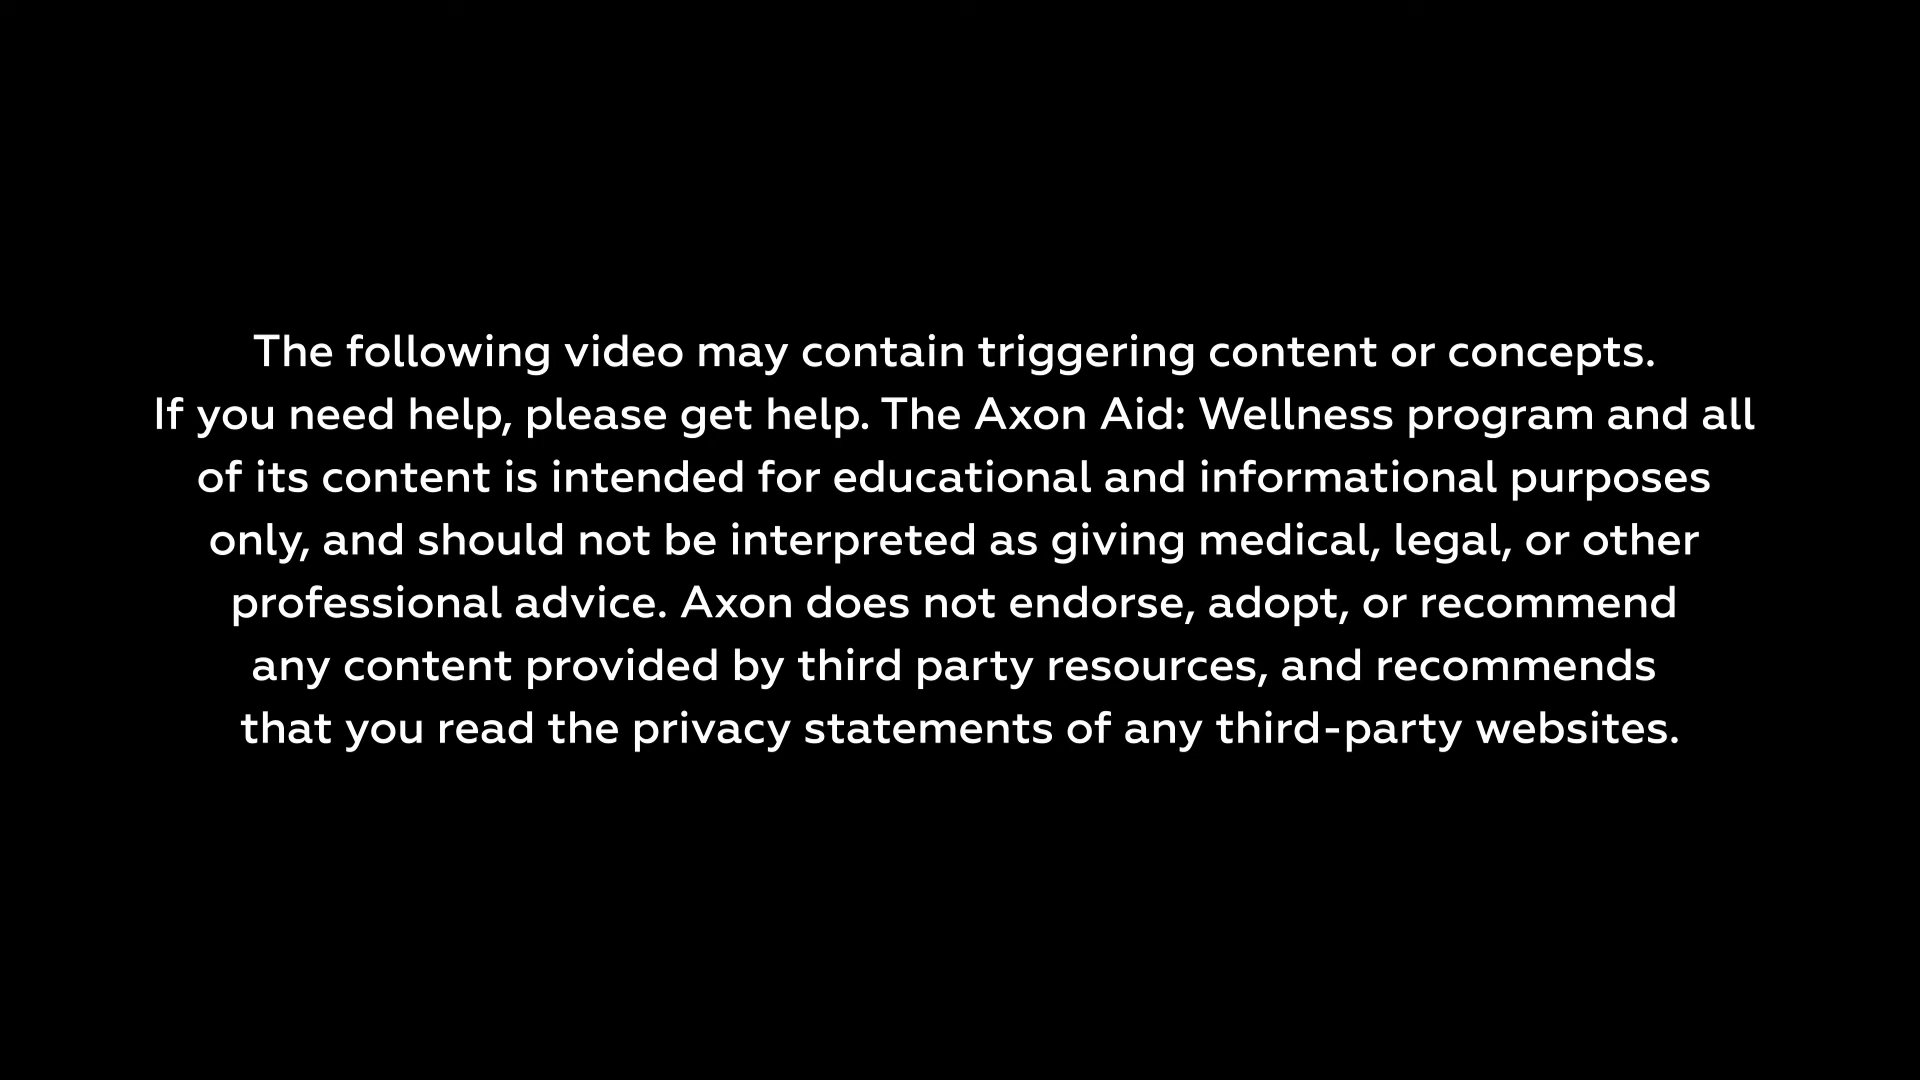 The following video may contain triggering content or concepts.
If you need help, please get help. The Axon Aid: Wellness program and all
of its content is intended for educational and informational purposes
only, and should not be interpreted as giving medical, legal, or other
professional advice. Axon does not endorse, adopt, or recommend
any content provided by third party resources, and recommends
that you read the privacy statements of any third-party websites.